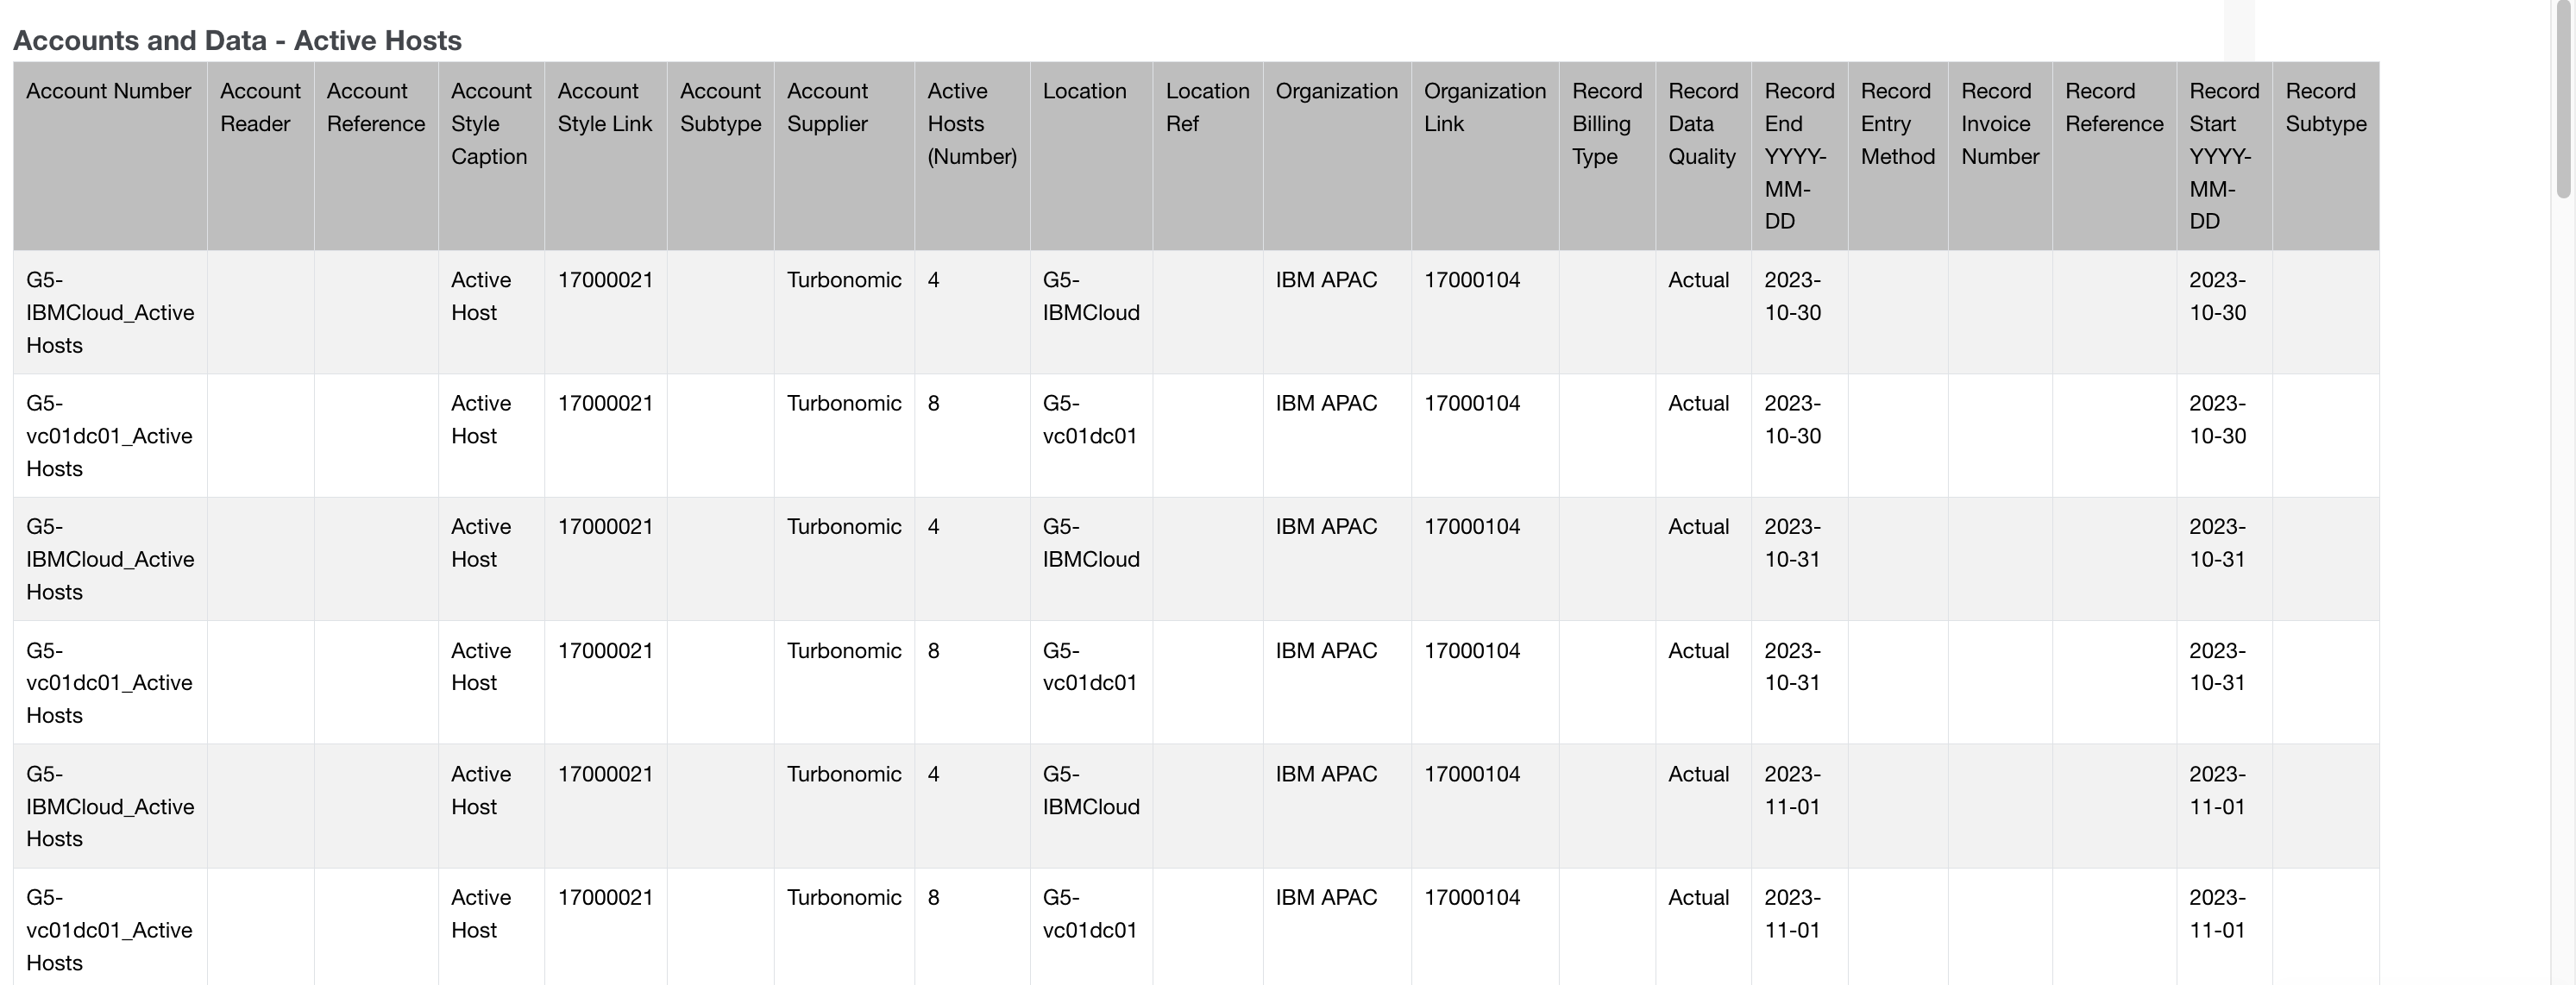 Accounts and Data - Active Hosts
Account Number
Account
Reader
Account
Reference
Account
Style
Caption
Account
Style Link
Account
Subtype
Account
Supplier
Active
Hosts
(Number)
Location
Location
Ref
Organization
Organization
Link
Record
Billing
Type
Record
Data
Quality
Record
End
YYYY-
MM-
DD
Record
Entry
Method
Record
Invoice
Number
Record
Reference
Record
Start
YYYY-
MM-
DD
Record
Subtype
G5-
IBMCloud_Active
Hosts
Active
Host
17000021
Turbonomic
4
G5-
IBMCloud
IBM APAC
17000104
Actual
2023-
10-30
2023-
10-30
G5-
vc01dc01_Active
Hosts
Active
Host
17000021
Turbonomic
8
G5-
vc01dc01
IBM APAC
17000104
Actual
2023-
10-30
2023-
10-30
G5-
IBMCloud_Active
Hosts
Active
Host
17000021
Turbonomic
4
G5-
IBMCloud
IBM APAC
17000104
Actual
2023-
10-31
2023-
10-31
G5-
vc01dc01_Active
Hosts
Active
Host
17000021
Turbonomic
8
G5-
vc01dc01
IBM APAC
17000104
Actual
2023-
10-31
2023-
10-31
G5-
IBMCloud_Active
Hosts
Active
Host
17000021
Turbonomic
4
G5-
IBMCloud
IBM APAC
17000104
Actual
2023-
11-01
2023-
11-01
G5-
vc01dc01_Active
Hosts
Active
Host
17000021
Turbonomic
8
G5-
vc01dc01
IBM APAC
17000104
Actual
2023-
11-01
2023-
11-01